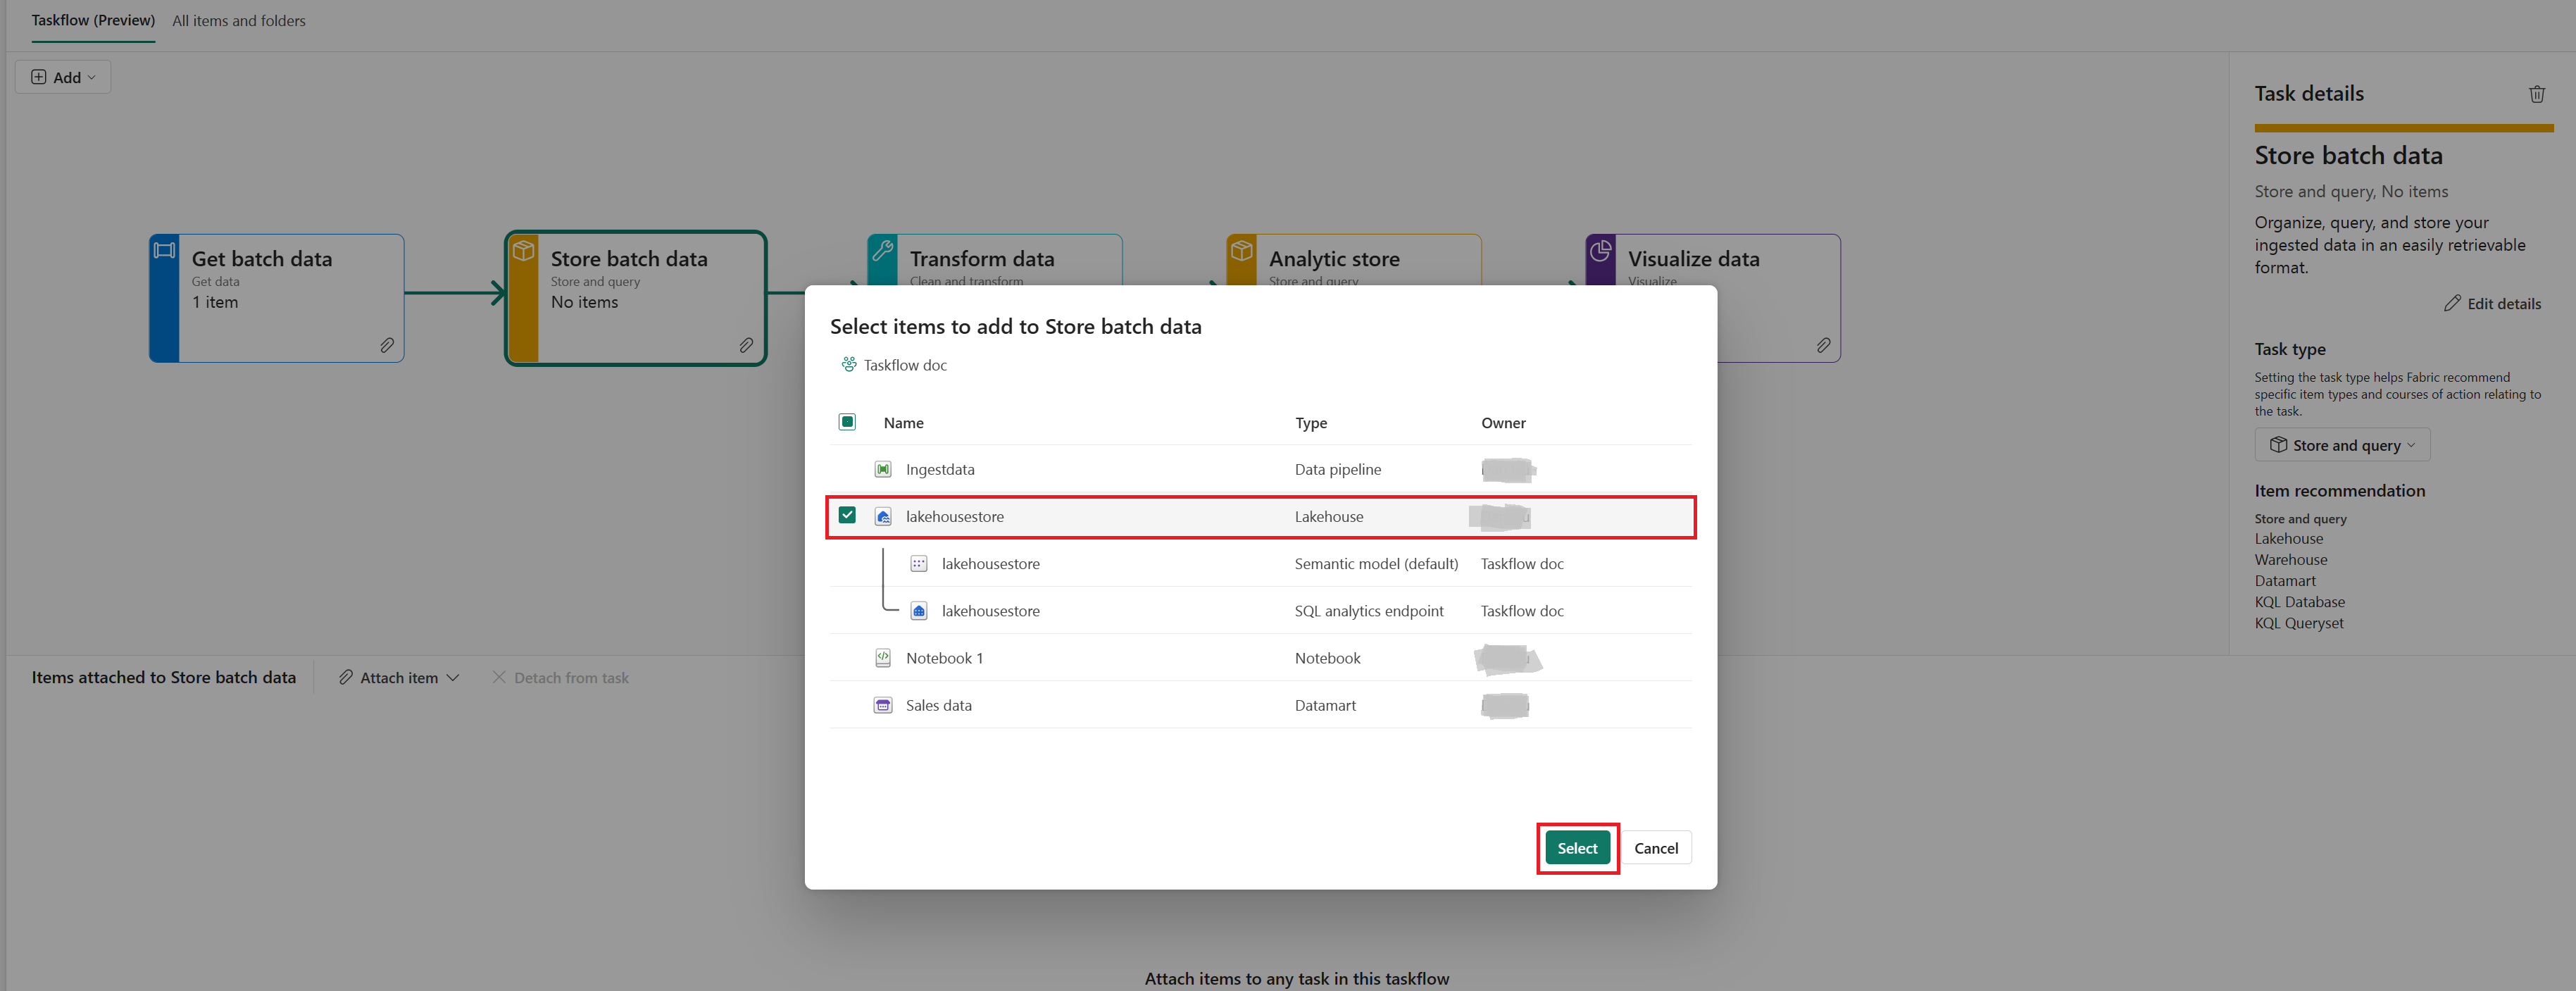 Taskflow (Preview) All items and folders
Add
Task details
Store batch data
Store and query, No items
Organize, query, and store your
ingested data in an easily retrievable
format.
Edit details
Task type
Setting the task type helps Fabric recommend
specific item types and courses of action relating to
the task.
Store and query
Item recommendation
Store and query
Lakehouse
Warehouse
Datamart
KQL Database
KQL Queryset
Get batch data
Get data
1 item
Store batch data
Store and query
No items
Transform data
Clean and transform
Analytic store
Store and query
Visualize data
Visualize
Select items to add to Store batch data
Taskflow doc
Name Type Owner
Ingestdata Data pipeline
lakehousestore Lakehouse
lakehousestore Semantic model (default) Taskflow doc
lakehousestore SQL analytics endpoint Taskflow doc
Notebook 1 Notebook
Sales data Datamart
Select Cancel
Items attached to Store batch data Attach item Detach from task
Attach items to any task in this taskflow